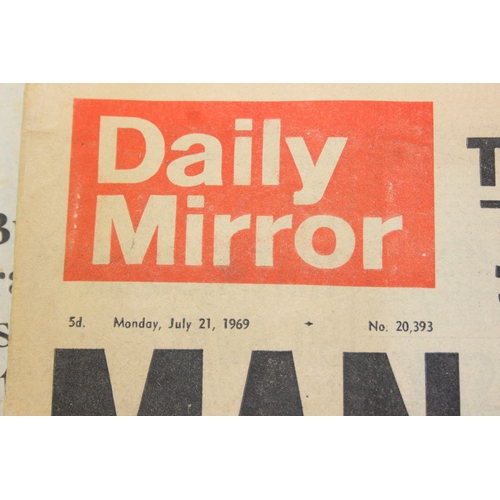 Daily
Mirror
5d. Monday, July 21, 1969 No. 20,393
MAN